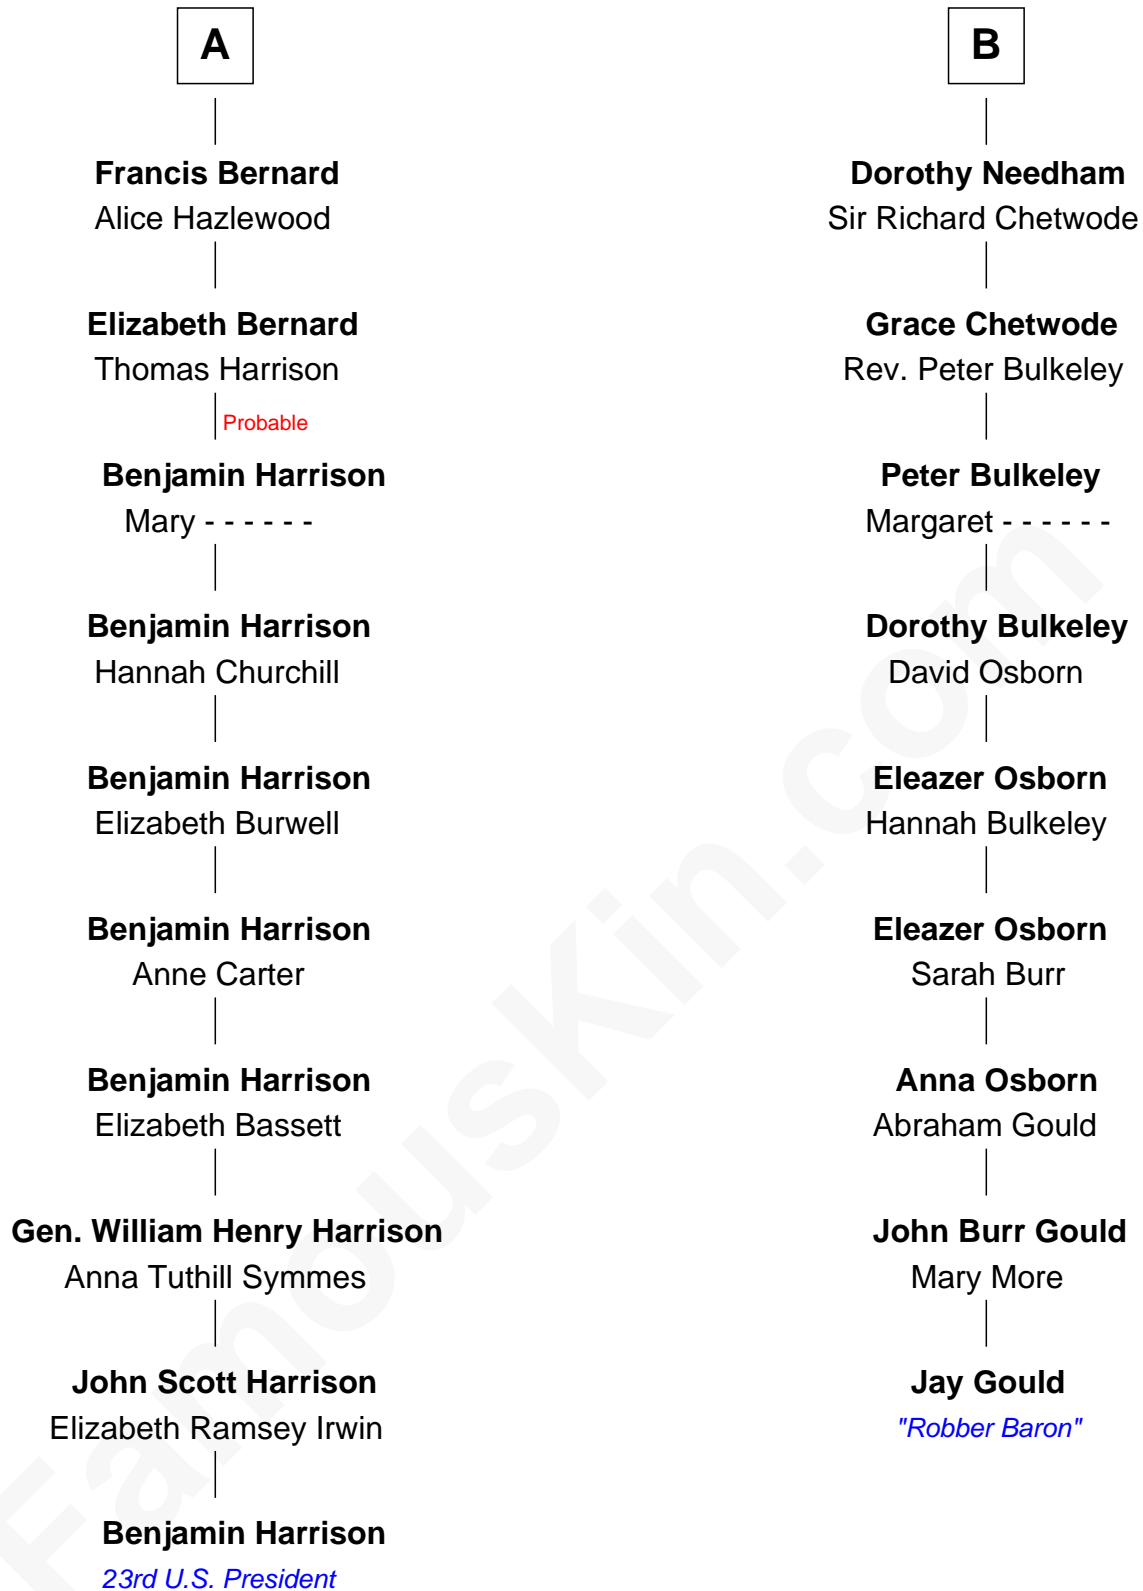 A
Francis Bernard
Alice Hazlewood
Elizabeth Bernard
Thomas Harrison
Probable
Benjamin Harrison
Mary - - - - - -
Benjamin Harrison
Hannah Churchill
Benjamin Harrison
Elizabeth Burwell
Benjamin Harrison
Anne Carter
Benjamin Harrison
Elizabeth Bassett
Gen. William Henry Harrison
Anna Tuthill Symmes
John Scott Harrison
Elizabeth Ramsey Irwin
Benjamin Harrison
23rd U.S. President
B
Dorothy Needham
Sir Richard Chetwode
Grace Chetwode
Rev. Peter Bulkeley
Peter Bulkeley
Margaret - - - - - -
Dorothy Bulkeley
David Osborn
Eleazer Osborn
Hannah Bulkeley
Eleazer Osborn
Sarah Burr
Anna Osborn
Abraham Gould
John Burr Gould
Mary More
Jay Gould
"Robber Baron"
FamousKin.com